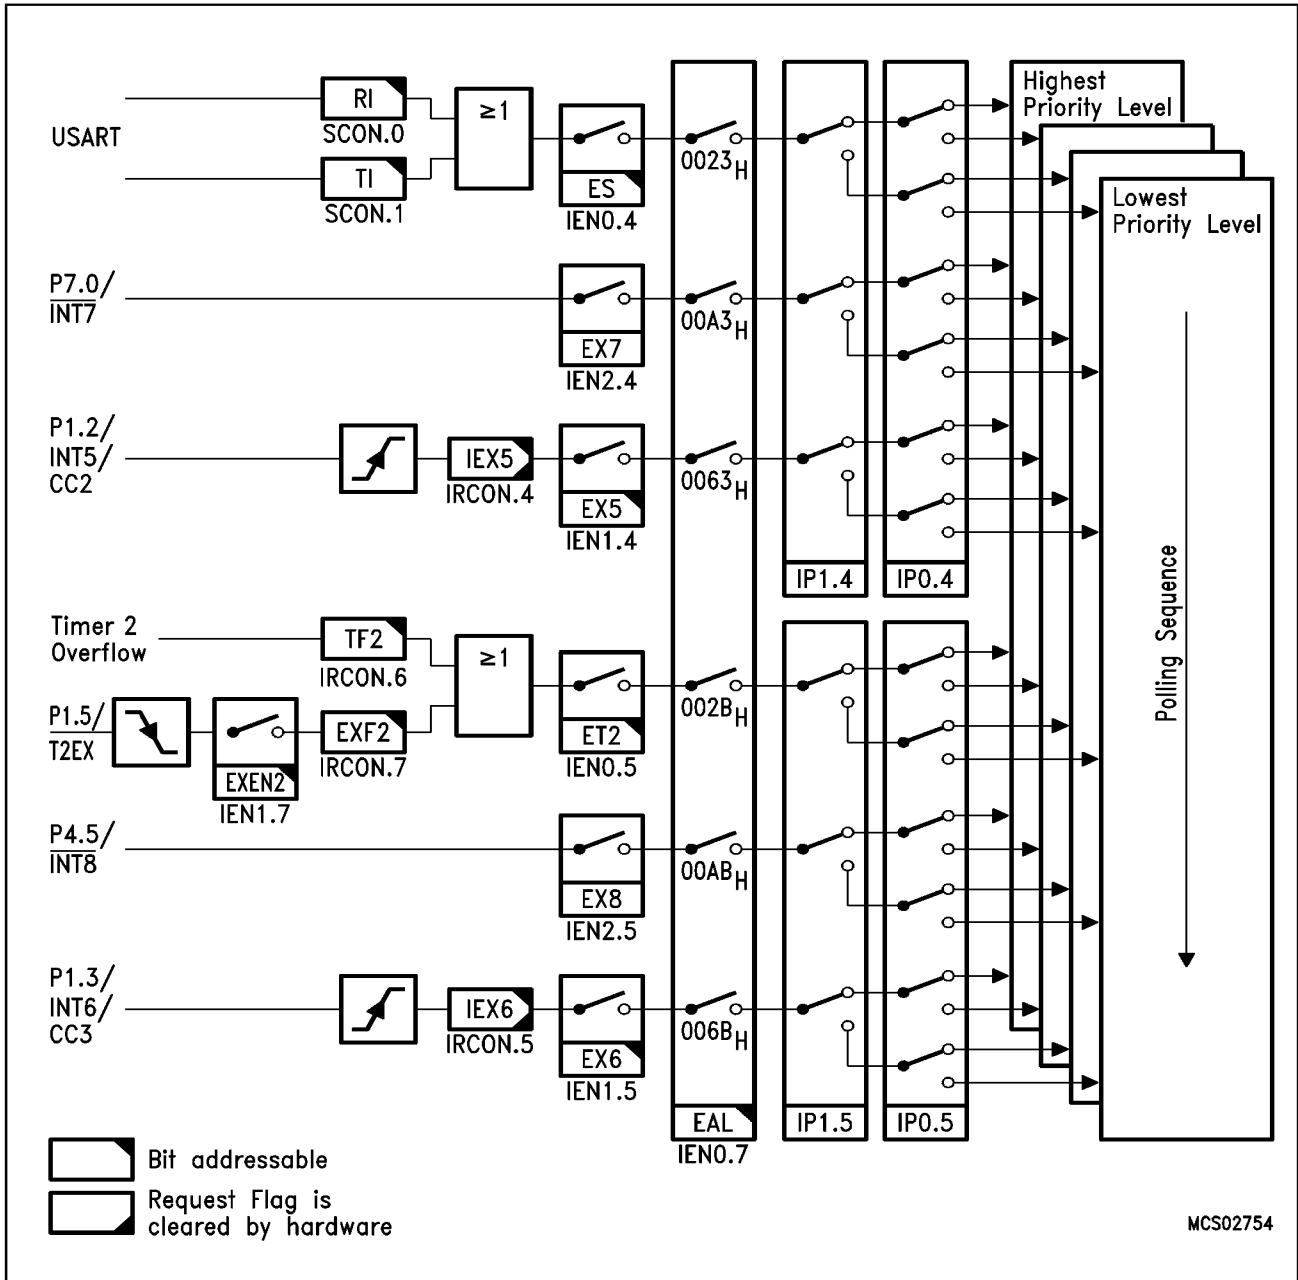 USART
RI
SCON.0
TI
SCON.1
≥1
ES
IEN0.4
0023H
Highest
Priority Level
Lowest
Priority Level
P7.0/
INT7
EX7
IEN2.4
00A3H
P1.2/
INT5/
CC2
IEX5
IRCON.4
EX5
IEN1.4
0063H
IP1.4
IP0.4
Polling Sequence
Timer 2
Overflow
TF2
IRCON.6
P1.5/
T2EX
EXEN2
IEN1.7
EXF2
IRCON.7
≥1
ET2
IEN0.5
002BH
P4.5/
INT8
EX8
IEN2.5
00ABH
P1.3/
INT6/
CC3
IEX6
IRCON.5
EX6
IEN1.5
006BH
EAL
IEN0.7
IP1.5
IP0.5
Bit addressable
Request Flag is
cleared by hardware
MCS02754